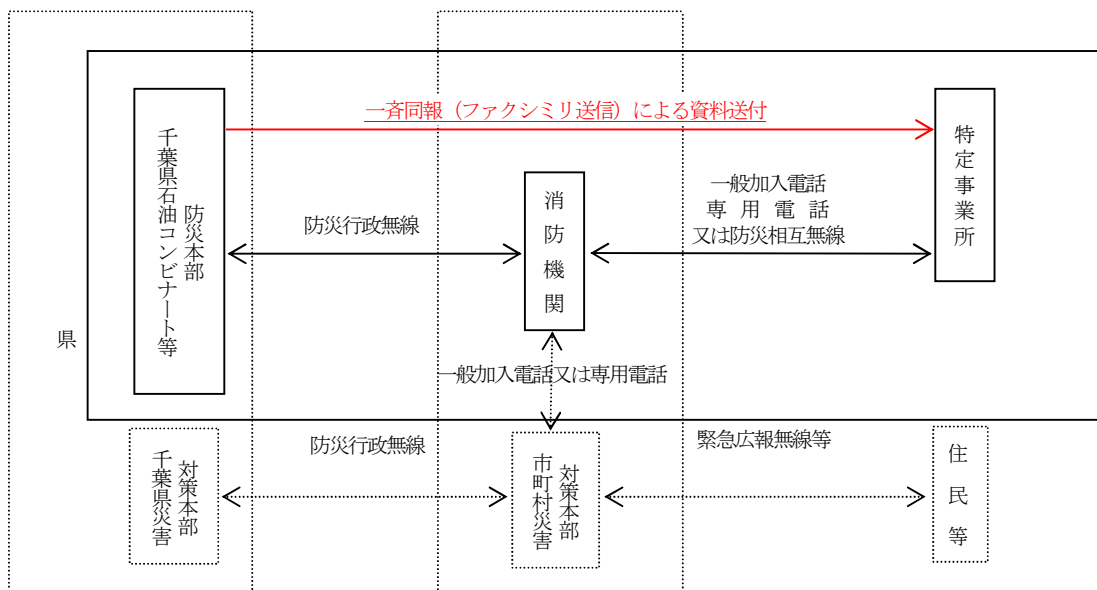 一斉同報（ファクシミリ送信）による資料送付
千葉県石油コンビナート等
防災本部
防災行政無線
消防機関
一般加入電話
専用電話
又は防災相互無線
特定事業所
県
一般加入電話又は専用電話
千葉県災害
対策本部
防災行政無線
市町村災害
対策本部
緊急広報無線等
住民等